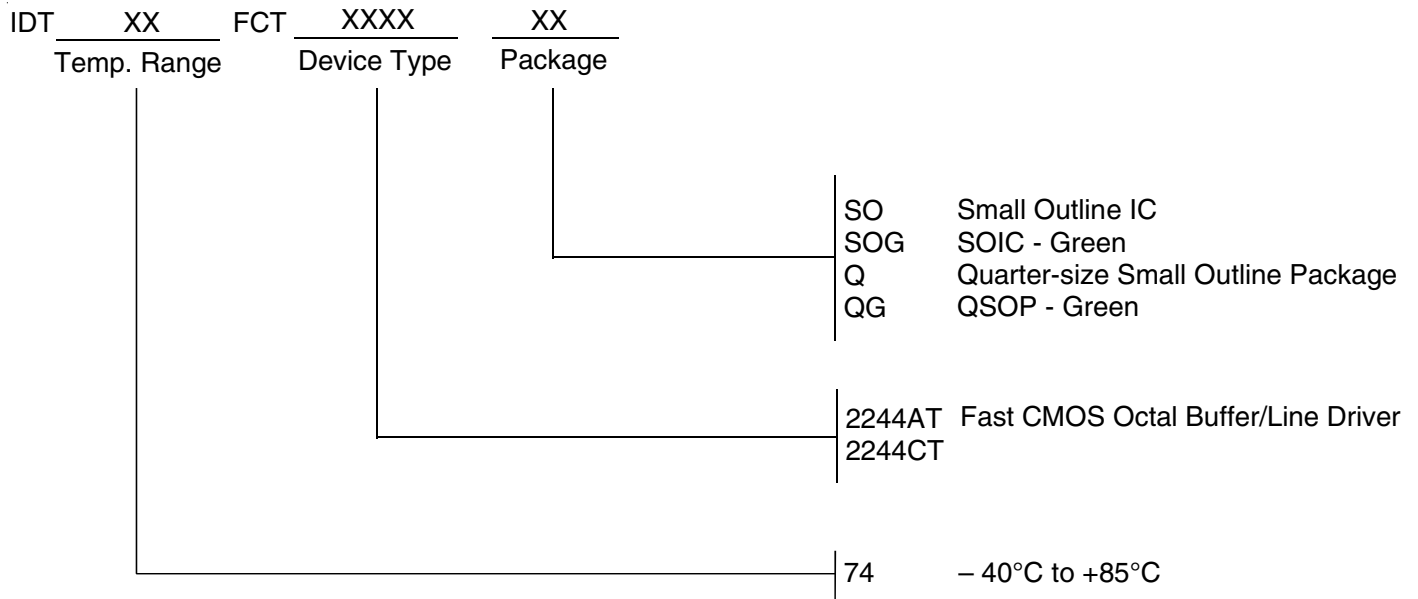 IDT XX FCT XXXX XX
Temp. Range Device Type Package
SO Small Outline IC
SOG SOIC - Green
Q Quarter-size Small Outline Package
QG QSOP - Green
2244AT Fast CMOS Octal Buffer/Line Driver
2244CT
74 – 40°C to +85°C